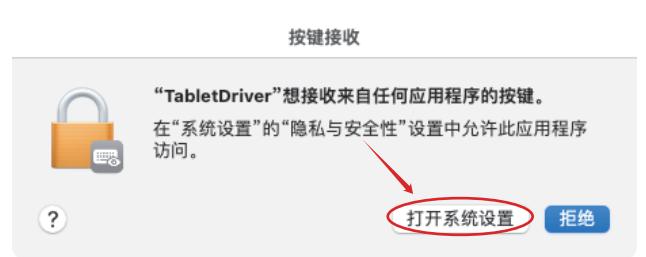 按键接收
“TabletDriver”想接收来自任何应用程序的按键。
在“系统设置”的“隐私与安全性”设置中允许此应用程序
访问。
?
打开系统设置
拒绝